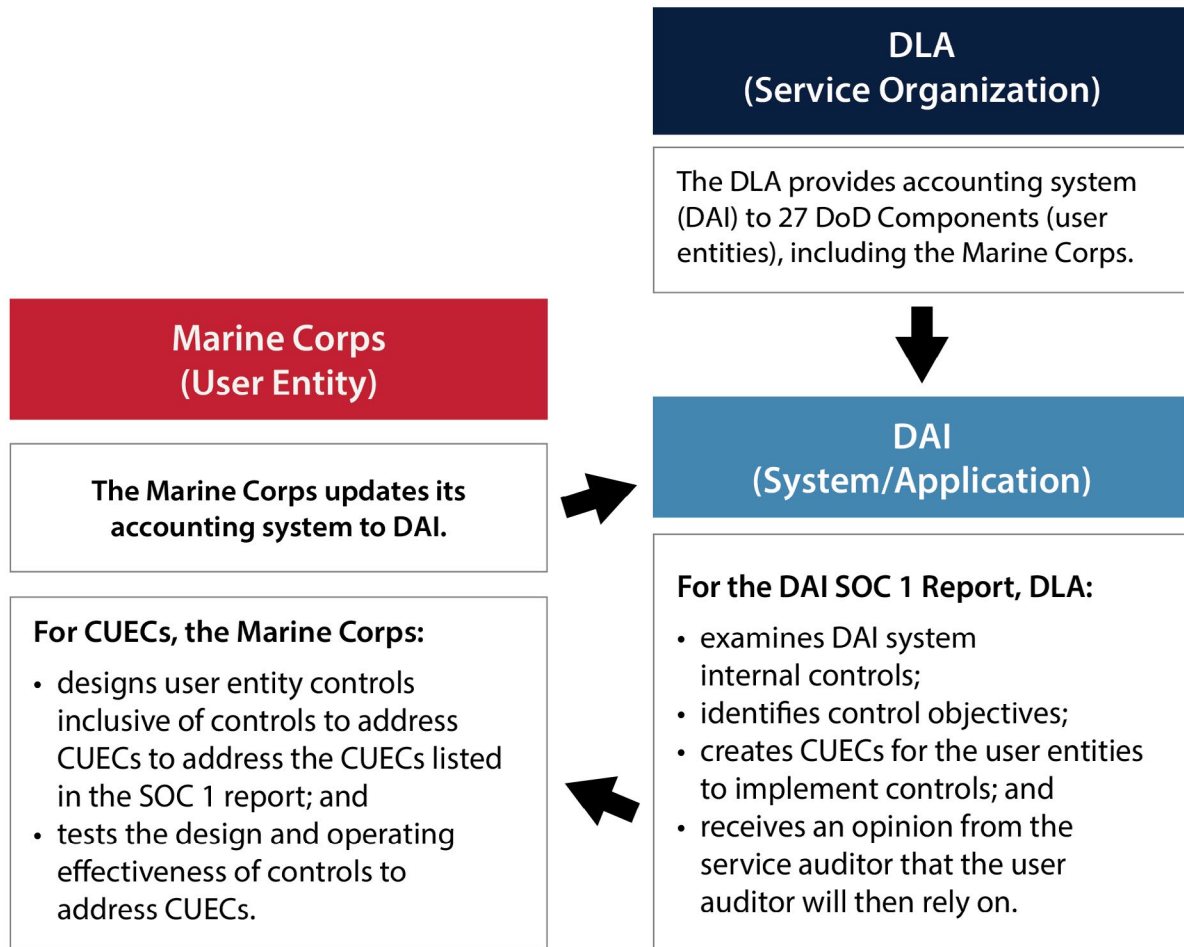 DLA
(Service Organization)
The DLA provides accounting system
(DAI) to 27 DoD Components (user
entities), including the Marine Corps.
Marine Corps
(User Entity)
The Marine Corps updates its
accounting system to DAI.
For CUECs, the Marine Corps:
• designs user entity controls
inclusive of controls to address
CUECs to address the CUECs listed
in the SOC 1 report; and
• tests the design and operating
effectiveness of controls to
address CUECs.
DAI
(System/Application)
For the DAI SOC 1 Report, DLA:
• examines DAI system
internal controls;
• identifies control objectives;
• creates CUECs for the user entities
to implement controls; and
• receives an opinion from the
service auditor that the user
auditor will then rely on.